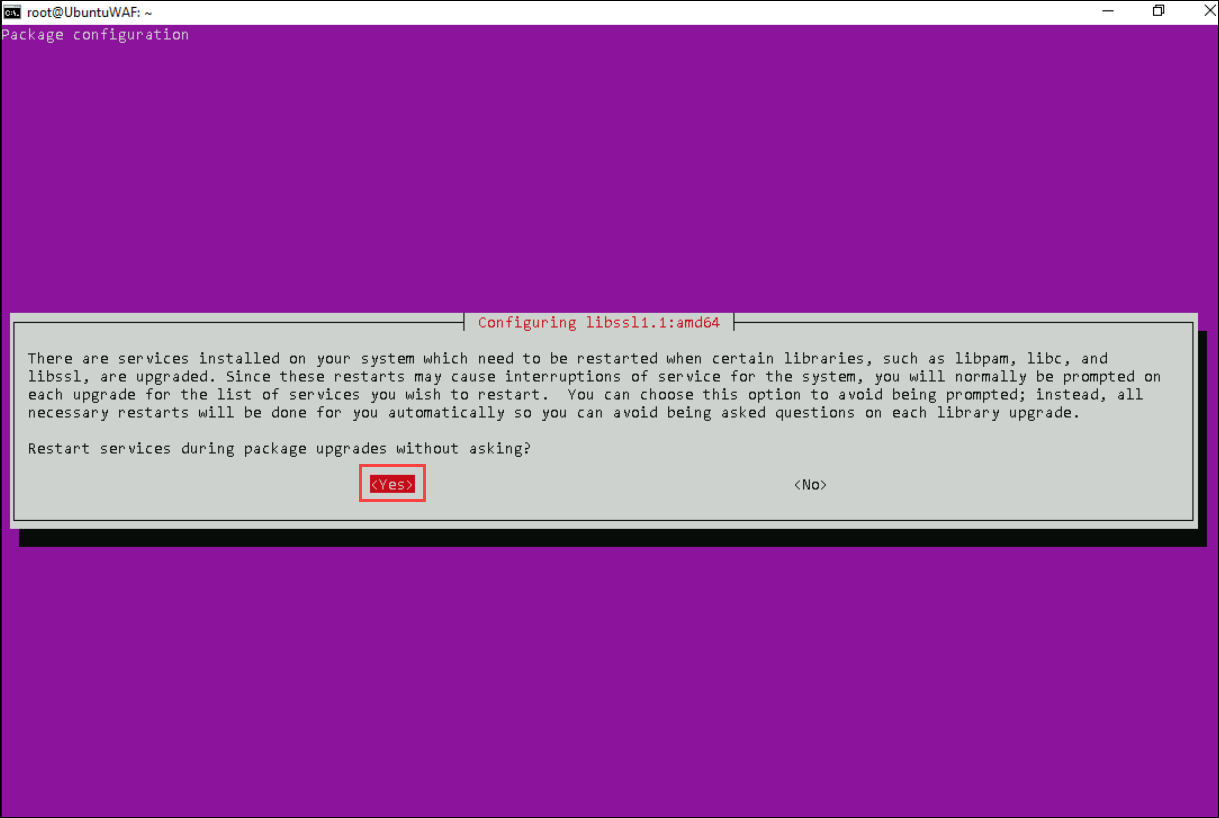 root@UbuntuWAF: ~
Package configuration
Configuring libssl1.1:amd64
There are services installed on your system which need to be restarted when certain libraries, such as libpam, libc, and
libssl, are upgraded. Since these restarts may cause interruptions of service for the system, you will normally be prompted on
each upgrade for the list of services you wish to restart.  You can choose this option to avoid being prompted; instead, all
necessary restarts will be done for you automatically so you can avoid being asked questions on each library upgrade.
Restart services during package upgrades without asking?
<Yes> <No>